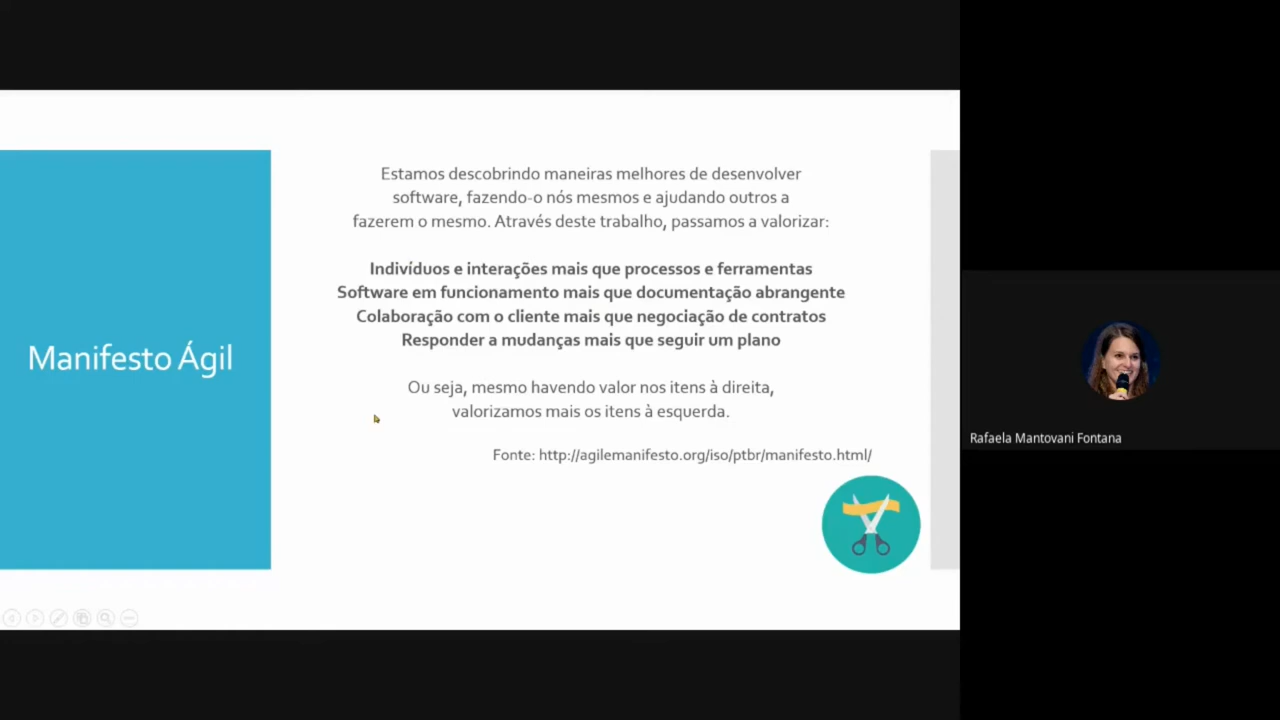 Manifesto Ágil
Estamos descobrindo maneiras melhores de desenvolver
software, fazendo-o nós mesmos e ajudando outros a
fazerem o mesmo. Através deste trabalho, passamos a valorizar:
Indivíduos e interações mais que processos e ferramentas
Software em funcionamento mais que documentação abrangente
Colaboração com o cliente mais que negociação de contratos
Responder a mudanças mais que seguir um plano
Ou seja, mesmo havendo valor nos itens à direita,
valorizamos mais os itens à esquerda.
Fonte: http://agilemanifesto.org/iso/ptbr/manifesto.html/
Rafaela Mantovani Fontana